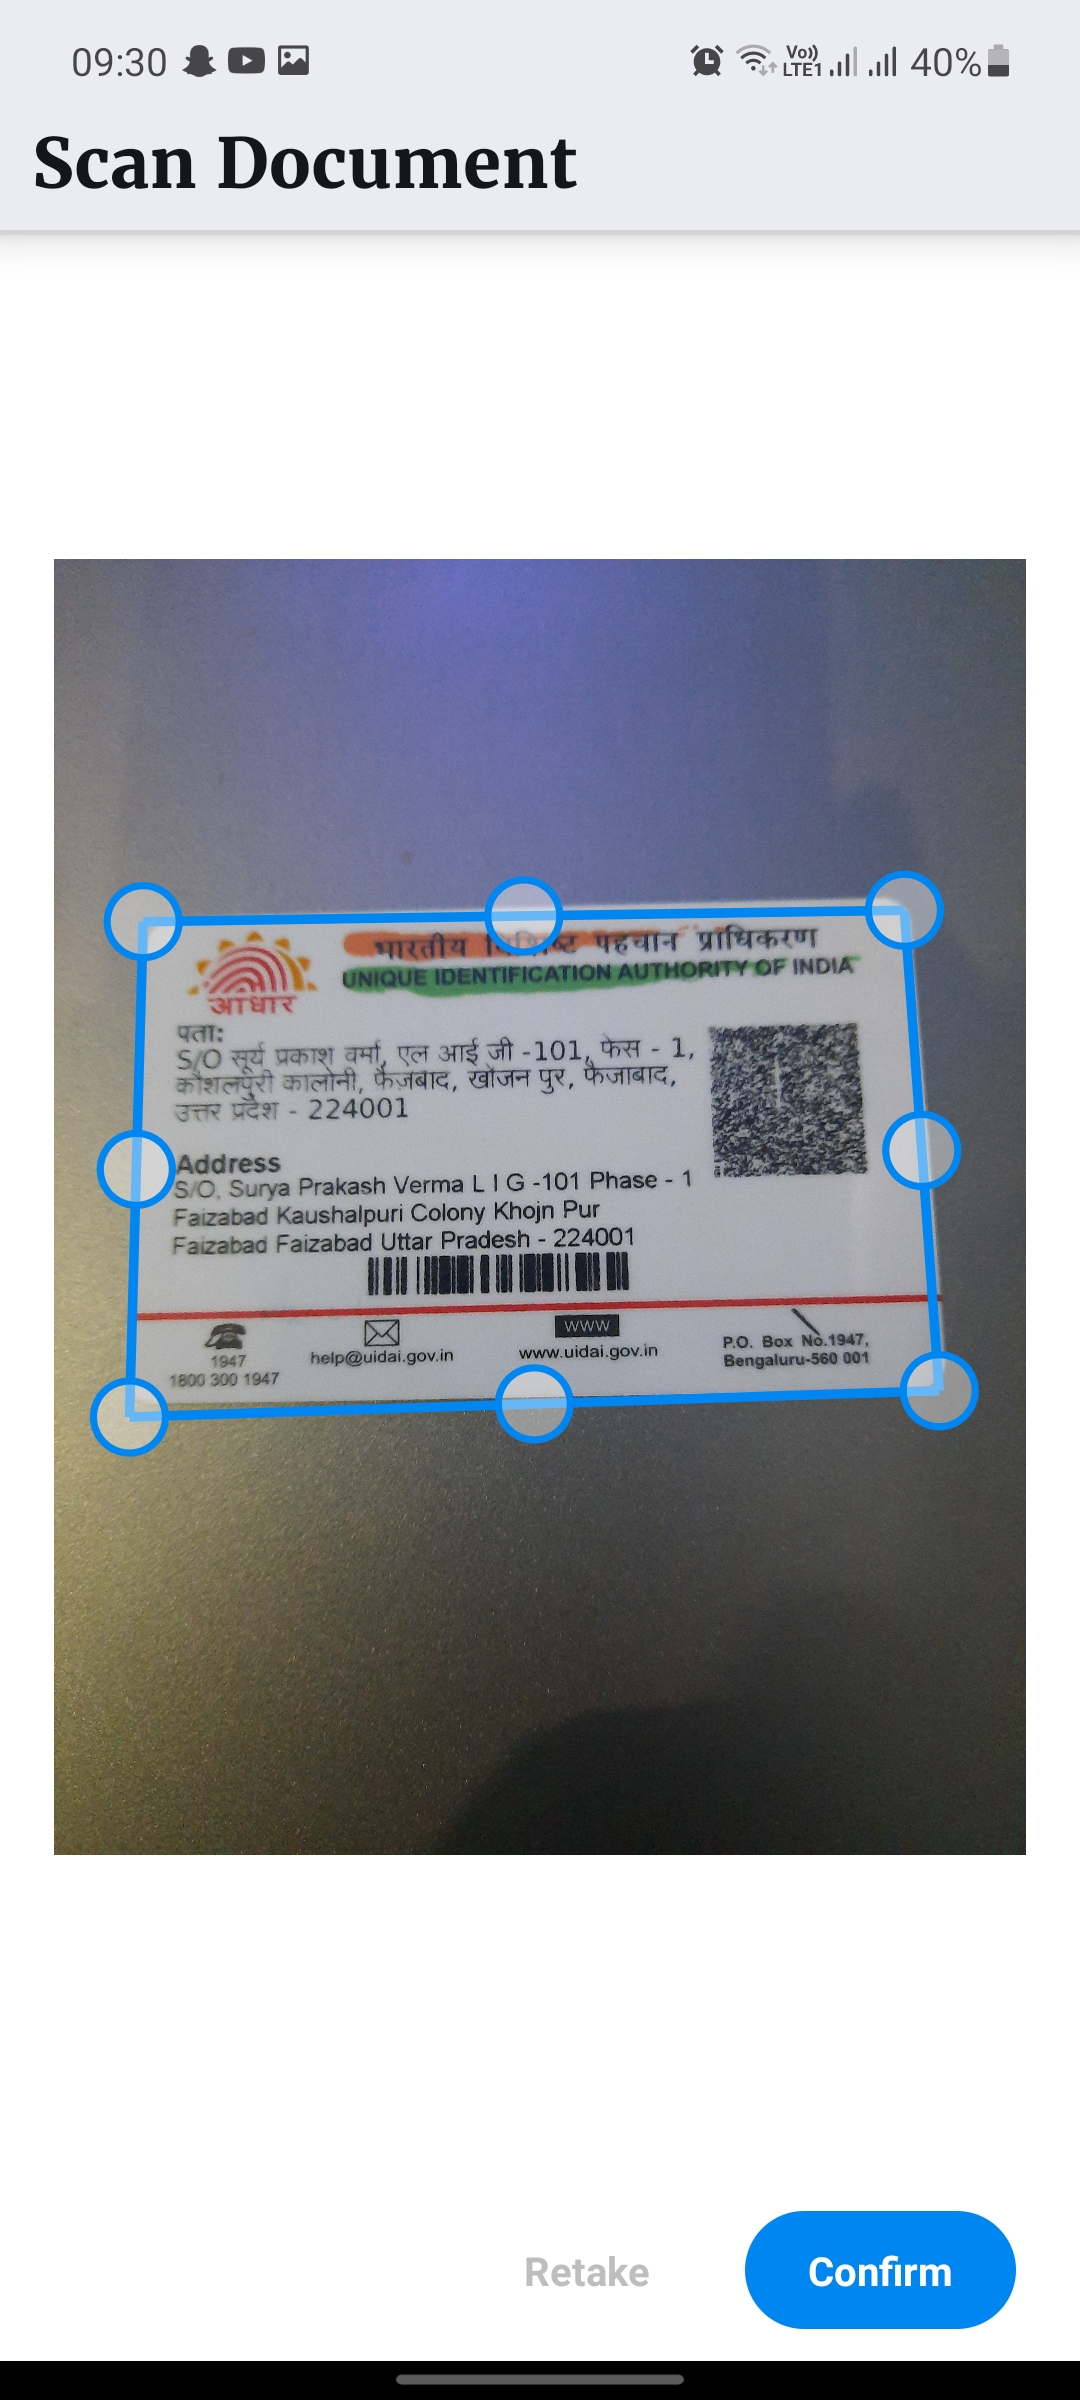 09:30
Vo))
LTE1
40%
Scan Document
भारतीय पहचान प्राधिकरण
UNIQUE IDENTIFICATION AUTHORITY OF INDIA
आधार
पता:
S/O सूर्य प्रकाश वर्मा, एल आई जी -101, फेस - 1,
कौशलपुरी कालोनी, फैज़बाद, खोजन पुर, फैजाबाद,
उत्तर प्रदेश - 224001
Address
S/O, Surya Prakash Verma L I G -101 Phase - 1
Faizabad Kaushalpuri Colony Khojn Pur
Faizabad Faizabad Uttar Pradesh - 224001
1947
1800 300 1947
help@uidai.gov.in
WWW
www.uidai.gov.in
P.O. Box No.1947,
Bengaluru-560 001
Retake
Confirm